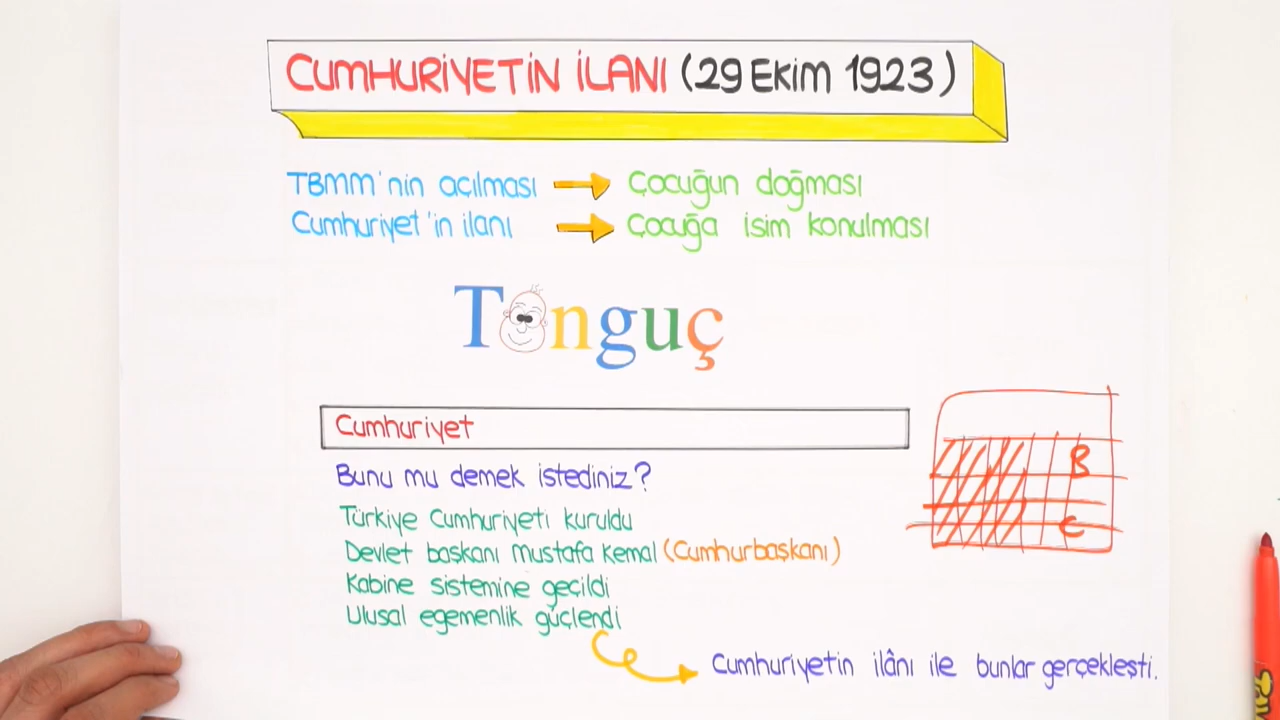 CUMHURİYETİN İLANI (29 EKİM 1923)
TBMM'nin açılması → Çocuğun doğması
Cumhuriyet'in ilanı → Çocuğa isim konulması
Tonguç
Cumhuriyet
Bunu mu demek istediniz?
Türkiye Cumhuriyeti kuruldu
Devlet başkanı Mustafa Kemal (Cumhurbaşkanı)
Kabine sistemine geçildi
Ulusal egemenlik güçlendi
Cumhuriyetin ilânı ile bunlar gerçekleşti.
B
C